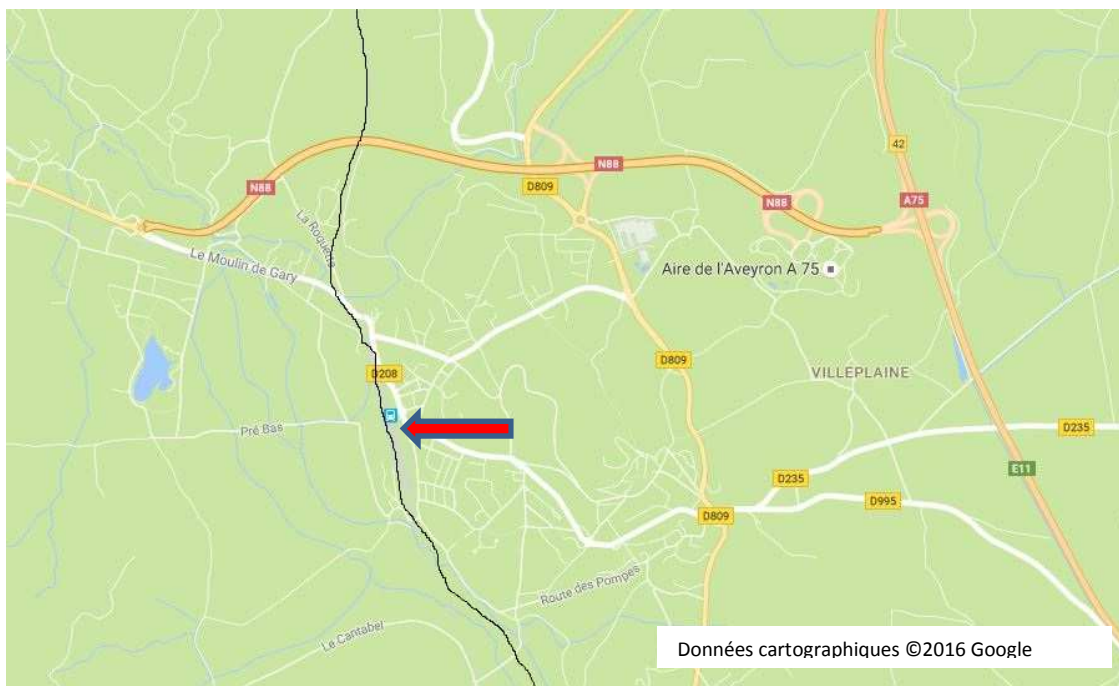 42
N88
D809
N88
N88
A75
La Roquette
Le Moulin de Gary
Aire de l'Aveyron A 75
D809
VILLEPLAINE
D208
Pré Bas
D235
D235
E11
D995
D809
Route des Pompes
Le Cantabel
Données cartographiques ©2016 Google